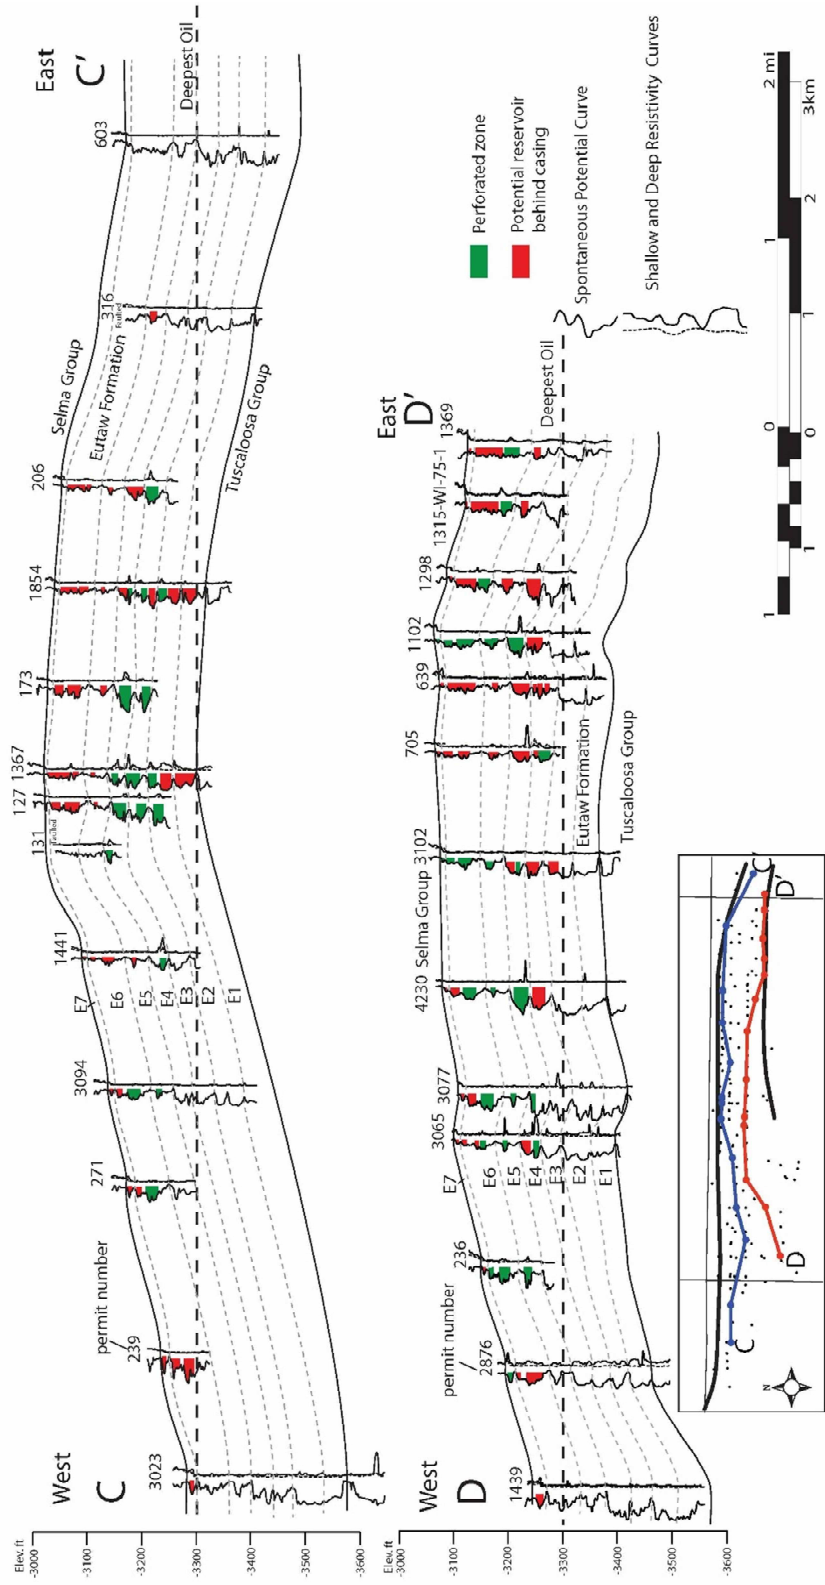 West
C
East
C'
Elev. ft
-3000
-3100
-3200
-3300
-3400
-3500
-3600
3023
239
permit number
271
3094
1441
131
Faulted
127
1367
173
1854
206
316
Faulted
603
E7
E6
E5
E4
E3
E2
E1
Selma Group
Eutaw Formation
Tuscaloosa Group
Deepest Oil
West
D
East
D'
Elev. ft
-3000
-3100
-3200
-3300
-3400
-3500
-3600
1439
2876
permit number
236
3065
3077
4230
3102
705
639
1102
1298
1315-WI-75-1
1369
E7
E6
E5
E4
E3
E2
E1
Selma Group
Eutaw Formation
Tuscaloosa Group
Deepest Oil
Perforated zone
Potential reservoir
behind casing
Spontaneous Potential Curve
Shallow and Deep Resistivity Curves
N
C
C'
D
D'
1
0
1
2 mi
1
0
1
2
3km